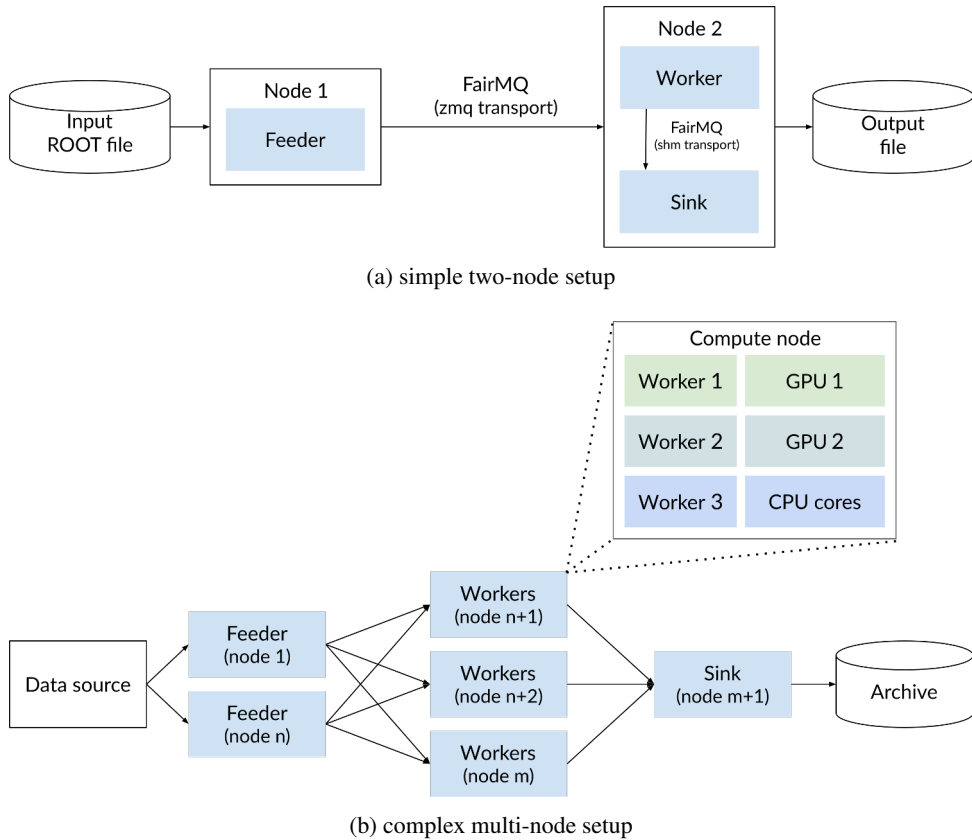 Input
ROOT file
Node 1
Feeder
FairMQ
(zmq transport)
Node 2
Worker
FairMQ
(shm transport)
Sink
Output
file
(a) simple two-node setup
Compute node
Worker 1
GPU 1
Worker 2
GPU 2
Worker 3
CPU cores
Data source
Feeder
(node 1)
Feeder
(node n)
Workers
(node n+1)
Workers
(node n+2)
Workers
(node m)
Sink
(node m+1)
Archive
(b) complex multi-node setup